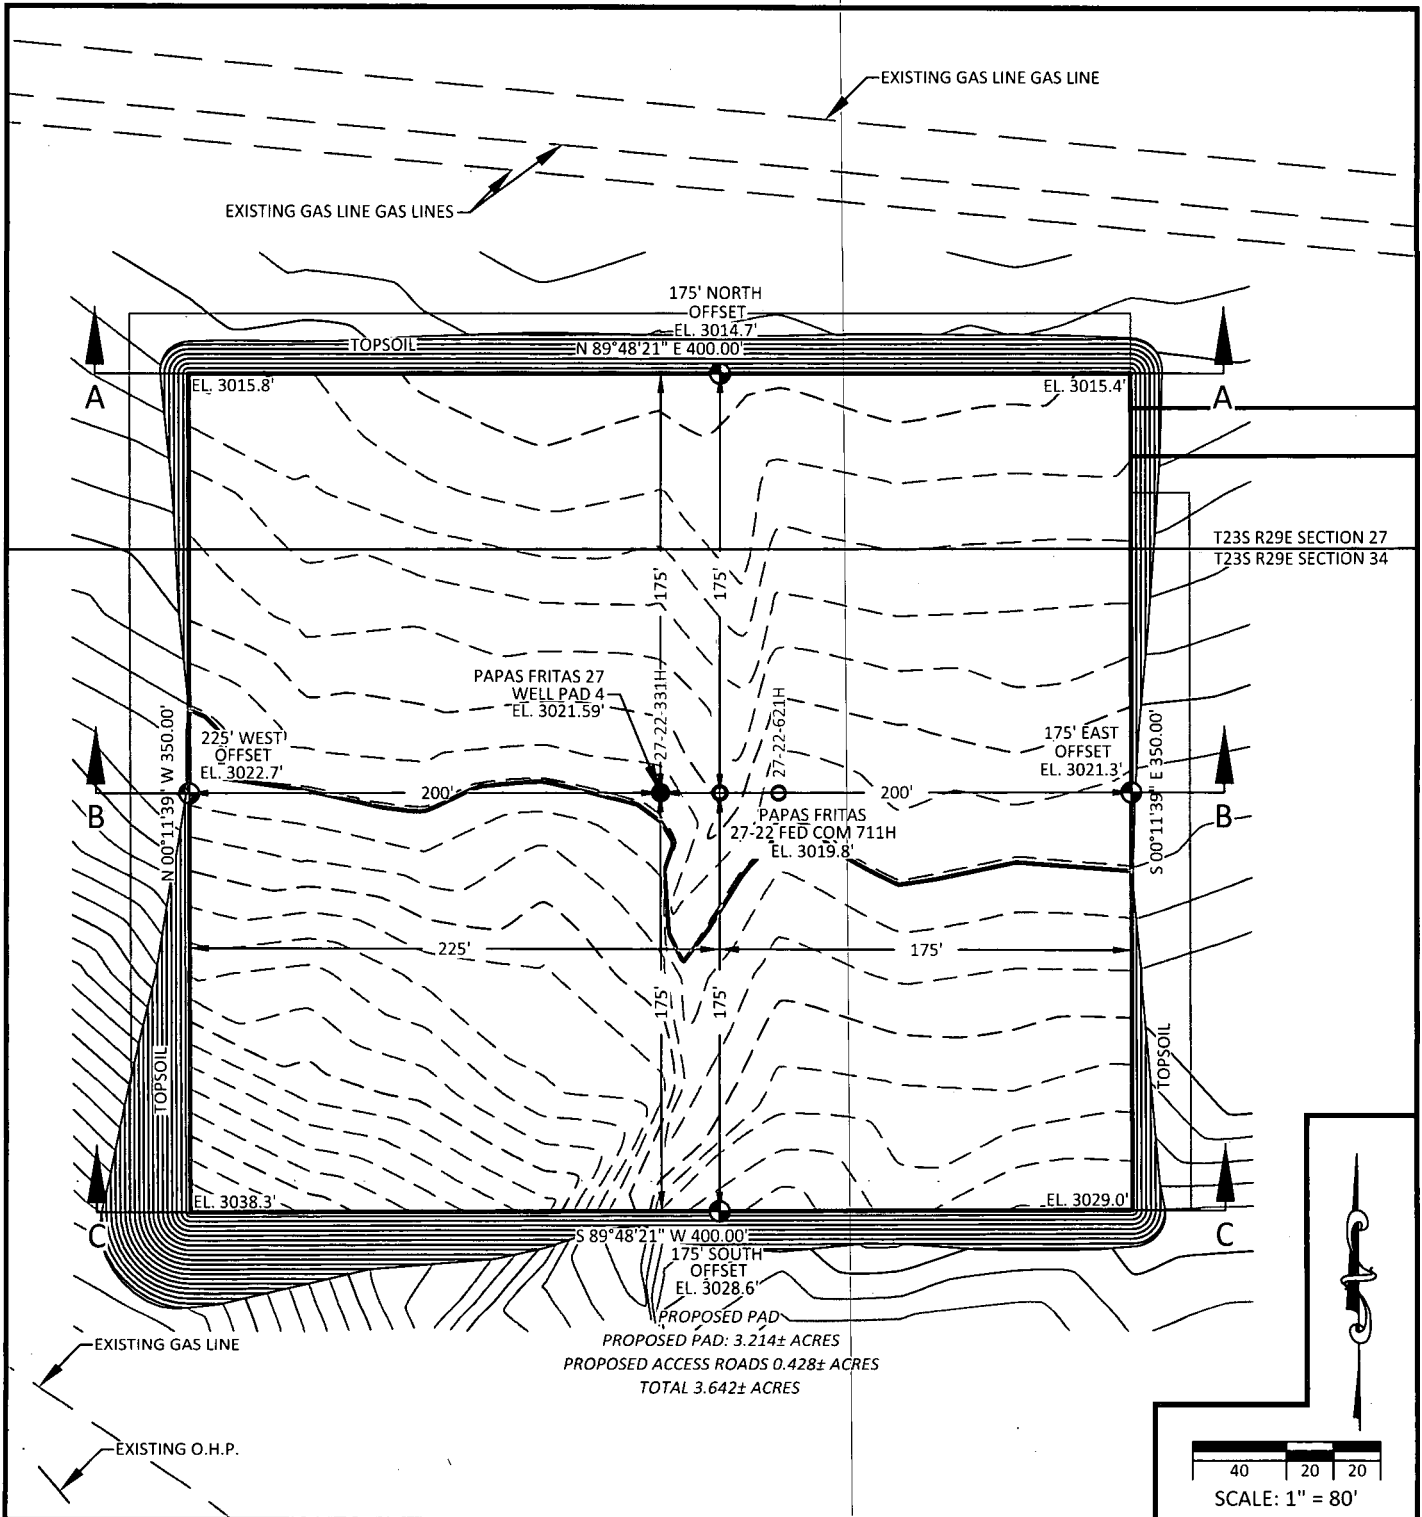 EXISTING GAS LINE GAS LINE
EXISTING GAS LINE GAS LINES
175' NORTH
OFFSET
EL. 3014.7'
N 89°48'21" E 400.00'
TOPSOIL
A
A
EL. 3015.8'
EL. 3015.4'
T23S R29E SECTION 27
T23S R29E SECTION 34
175'
175'
PAPAS FRITAS 27
WELL PAD 4
EL. 3021.59'
27-22-331H
27-22-621H
225' WEST
OFFSET
EL. 3022.7'
175' EAST
OFFSET
EL. 3021.3'
N 00°11'39" W 350.00'
S 00°11'39" E 350.00'
B
B
200'
200'
PAPAS FRITAS
27-22 FED COM 711H
EL. 3019.8'
225'
175'
175'
175'
TOPSOIL
TOPSOIL
EL. 3038.3'
EL. 3029.0'
C
C
S 89°48'21" W 400.00'
175' SOUTH
OFFSET
EL. 3028.6'
PROPOSED PAD
PROPOSED PAD: 3.214± ACRES
PROPOSED ACCESS ROADS 0.428± ACRES
TOTAL 3.642± ACRES
EXISTING GAS LINE
EXISTING O.H.P.
40 20 20
SCALE: 1" = 80'